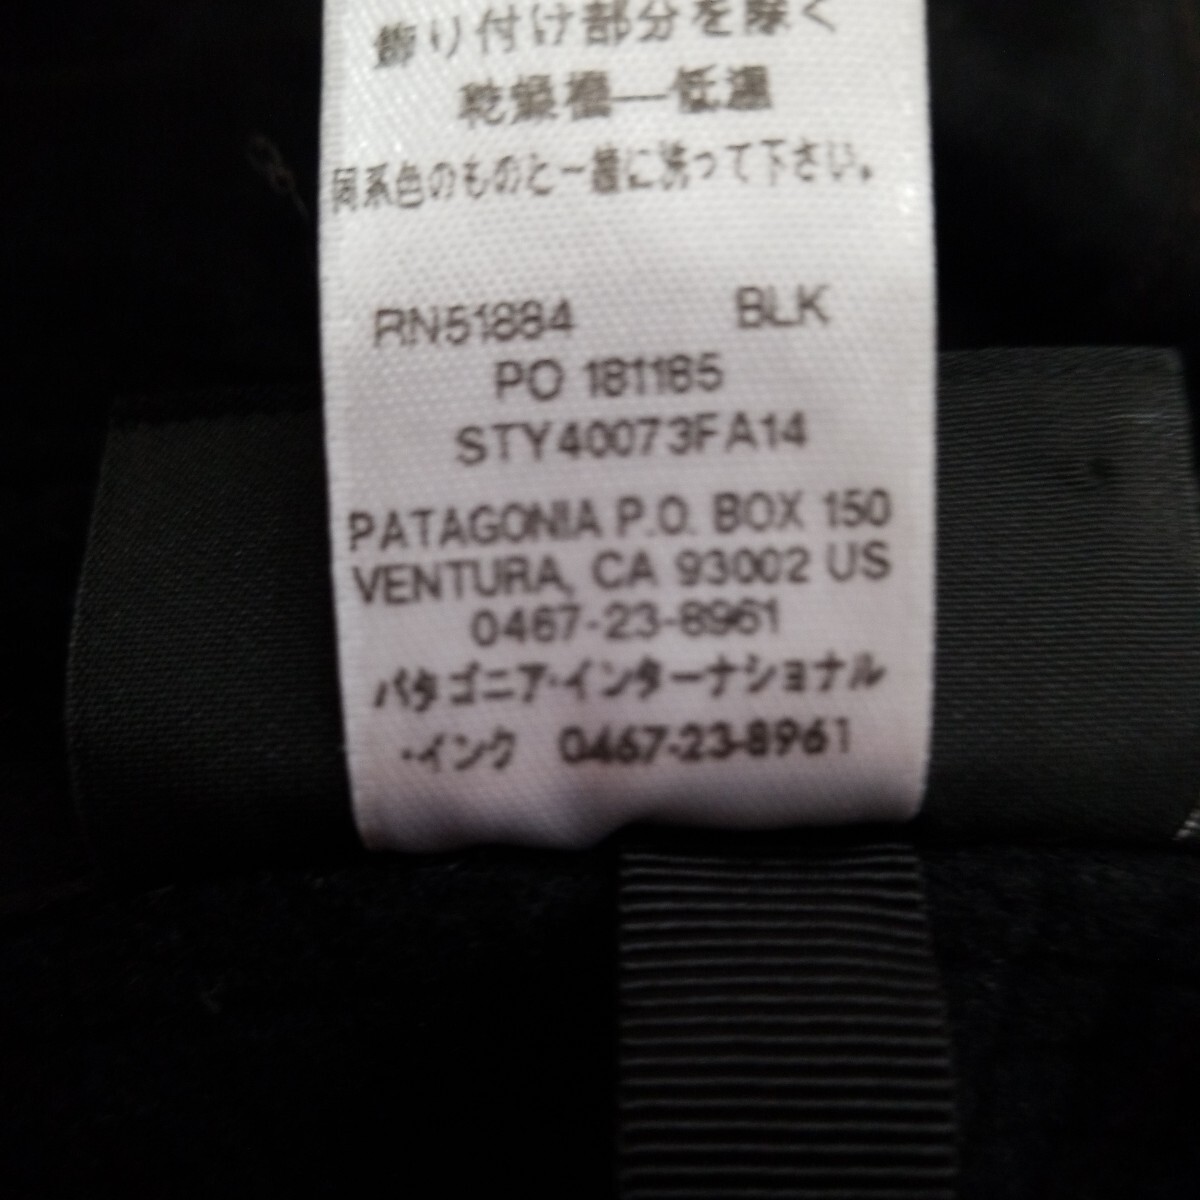 飾り付け部分を除く
乾燥機—低温
同系色のものと一緒に洗って下さい。
RN51884 BLK
PO 181185
STY40073FA14
PATAGONIA P.O. BOX 150
VENTURA, CA 93002 US
0467-23-8961
パタゴニア・インターナショナル
・インク 0467-23-8961